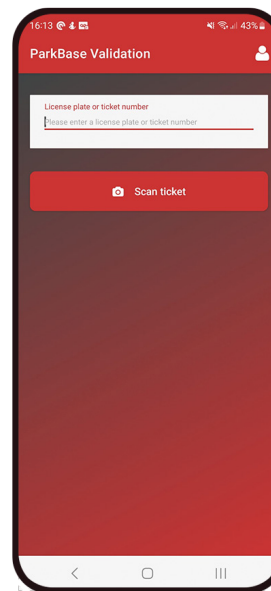 16:13 43%
ParkBase Validation
License plate or ticket number
Please enter a license plate or ticket number
Scan ticket